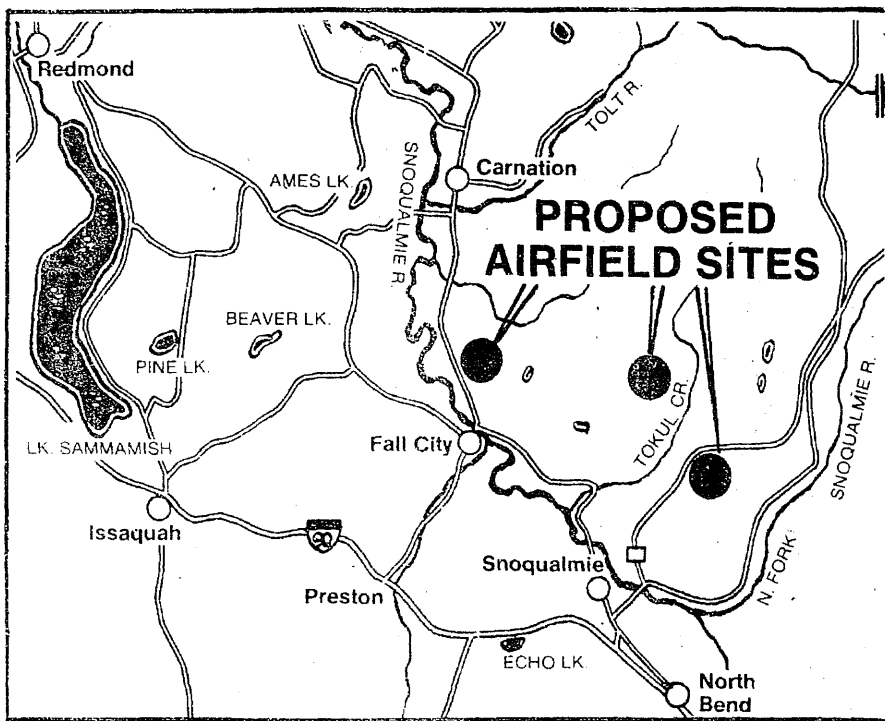 Redmond
TOLT R.
SNOQUALMIE R.
Carnation
AMES LK.
PROPOSED
AIRFIELD SITES
BEAVER LK.
PINE LK.
TOKUL CR.
SNOQUALMIE R.
LK. SAMMAMISH
Fall City
Issaquah
90
Snoqualmie
N. FORK
Preston
ECHO LK.
North
Bend